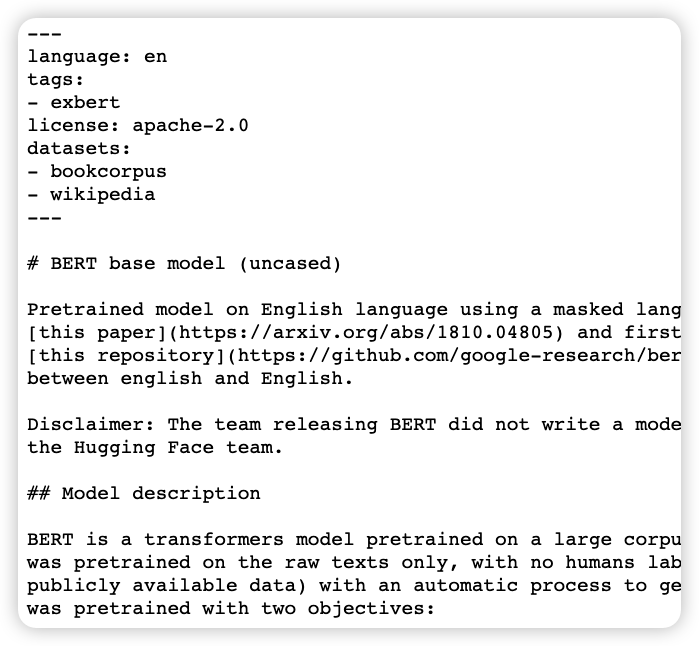 ---
language: en
tags:
- exbert
license: apache-2.0
datasets:
- bookcorpus
- wikipedia
---
# BERT base model (uncased)
Pretrained model on English language using a masked lang
[this paper](https://arxiv.org/abs/1810.04805) and first
[this repository](https://github.com/google-research/ber
between english and English.
Disclaimer: The team releasing BERT did not write a mode
the Hugging Face team.
## Model description
BERT is a transformers model pretrained on a large corpu
was pretrained on the raw texts only, with no humans lab
publicly available data) with an automatic process to ge
was pretrained with two objectives: